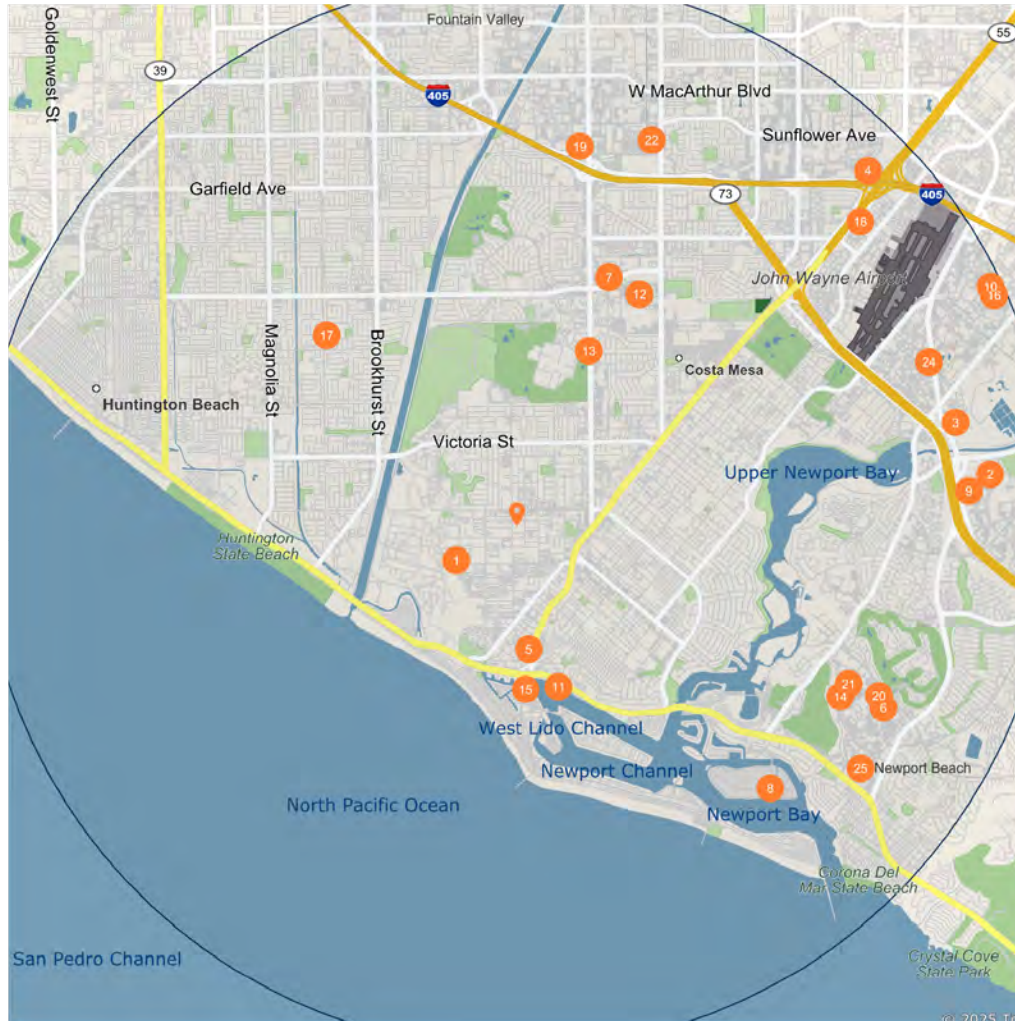 Goldenwest St
Fountain Valley
55
39
405
W MacArthur Blvd
Sunflower Ave
22
19
4
Garfield Ave
73
405
18
John Wayne Airport
7
12
10
16
17
Magnolia St
Brookhurst St
13
Costa Mesa
24
Huntington Beach
3
Victoria St
Upper Newport Bay
2
9
Huntington
State Beach
1
5
15
11
21
14
20
6
West Lido Channel
Newport Channel
25
Newport Beach
8
North Pacific Ocean
Newport Bay
Corona Del
Mar State Beach
San Pedro Channel
Crystal Cove
State Park